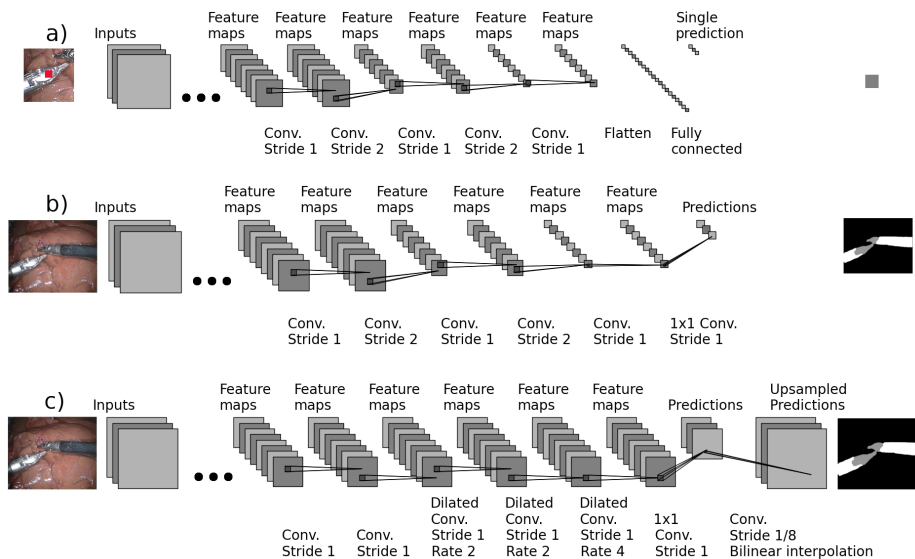 a)
Inputs
Feature maps
Feature maps
Feature maps
Feature maps
Feature maps
Feature maps
Single prediction
Conv. Stride 1
Conv. Stride 2
Conv. Stride 1
Conv. Stride 2
Conv. Stride 1
Flatten
Fully connected
b)
Inputs
Feature maps
Feature maps
Feature maps
Feature maps
Feature maps
Feature maps
Predictions
Conv. Stride 1
Conv. Stride 2
Conv. Stride 1
Conv. Stride 2
Conv. Stride 1
1x1 Conv. Stride 1
c)
Inputs
Feature maps
Feature maps
Feature maps
Feature maps
Feature maps
Feature maps
Predictions
Upsampled Predictions
Conv. Stride 1
Conv. Stride 1
Dilated Conv. Stride 1 Rate 2
Dilated Conv. Stride 1 Rate 2
Dilated Conv. Stride 1 Rate 4
1x1 Conv. Stride 1
Conv. Stride 1/8 Bilinear interpolation